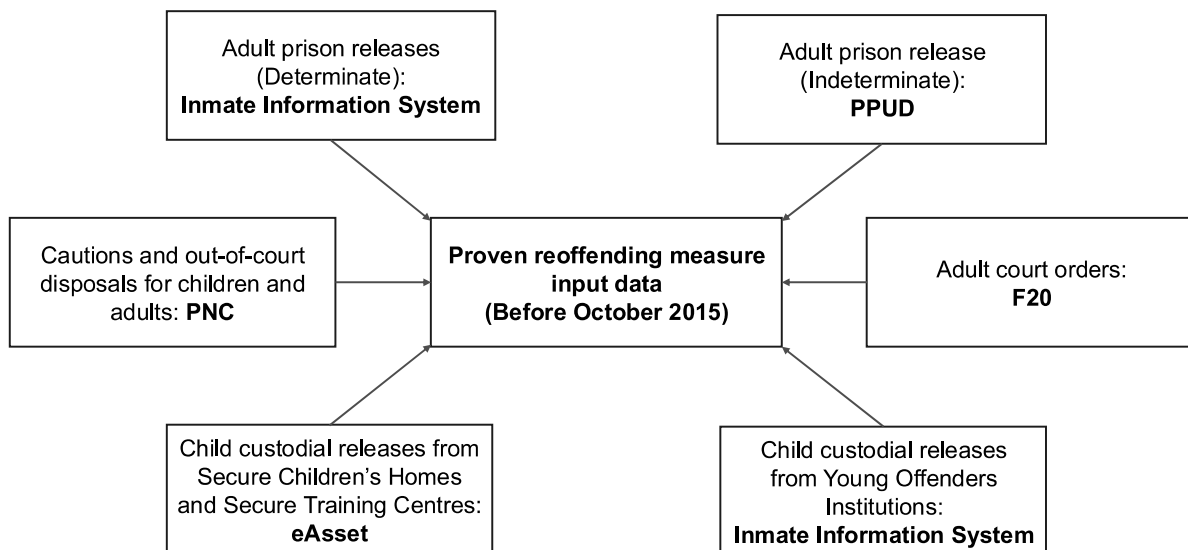 Adult prison releases
(Determinate):
Inmate Information System
Adult prison release
(Indeterminate):
PPUD
Cautions and out-of-court
disposals for children and
adults: PNC
Proven reoffending measure
input data
(Before October 2015)
Adult court orders:
F20
Child custodial releases from
Secure Children’s Homes
and Secure Training Centres:
eAsset
Child custodial releases
from Young Offenders
Institutions:
Inmate Information System